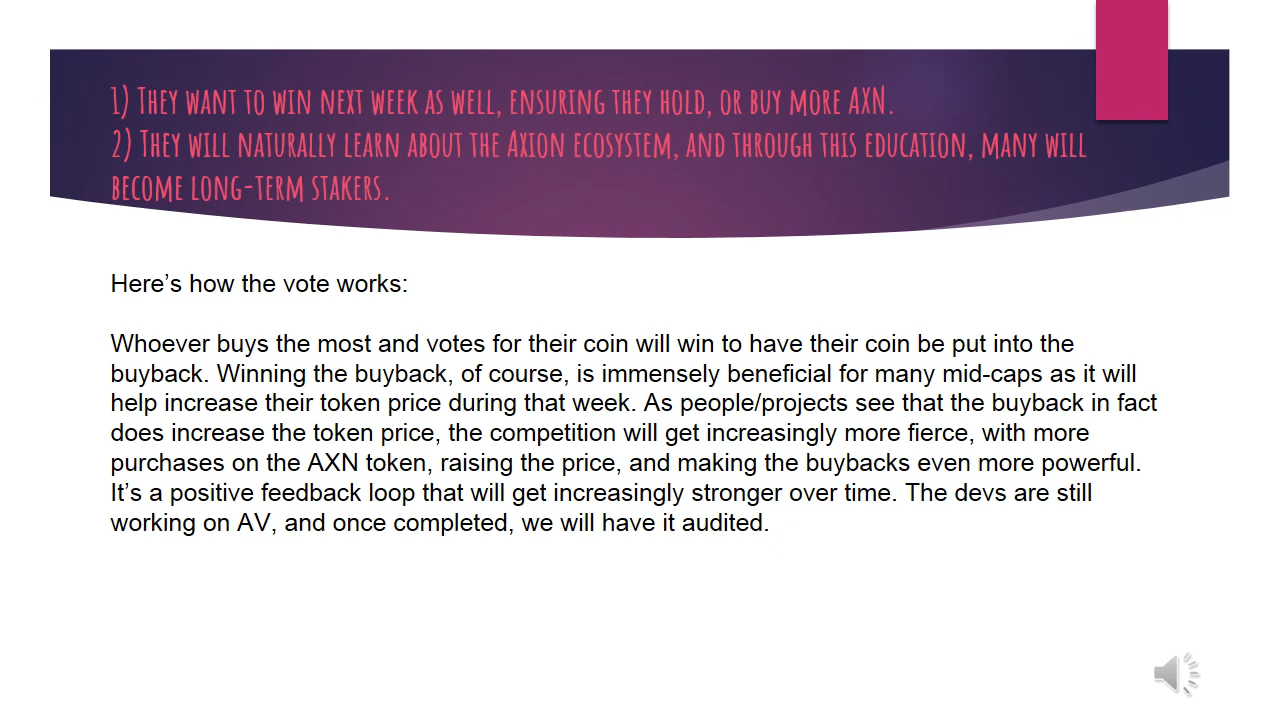 1) They want to win next week as well, ensuring they hold, or buy more AXN.
2) They will naturally learn about the Axion ecosystem, and through this education, many will
become long-term stakers.
Here’s how the vote works:
Whoever buys the most and votes for their coin will win to have their coin be put into the
buyback. Winning the buyback, of course, is immensely beneficial for many mid-caps as it will
help increase their token price during that week. As people/projects see that the buyback in fact
does increase the token price, the competition will get increasingly more fierce, with more
purchases on the AXN token, raising the price, and making the buybacks even more powerful.
It’s a positive feedback loop that will get increasingly stronger over time. The devs are still
working on AV, and once completed, we will have it audited.